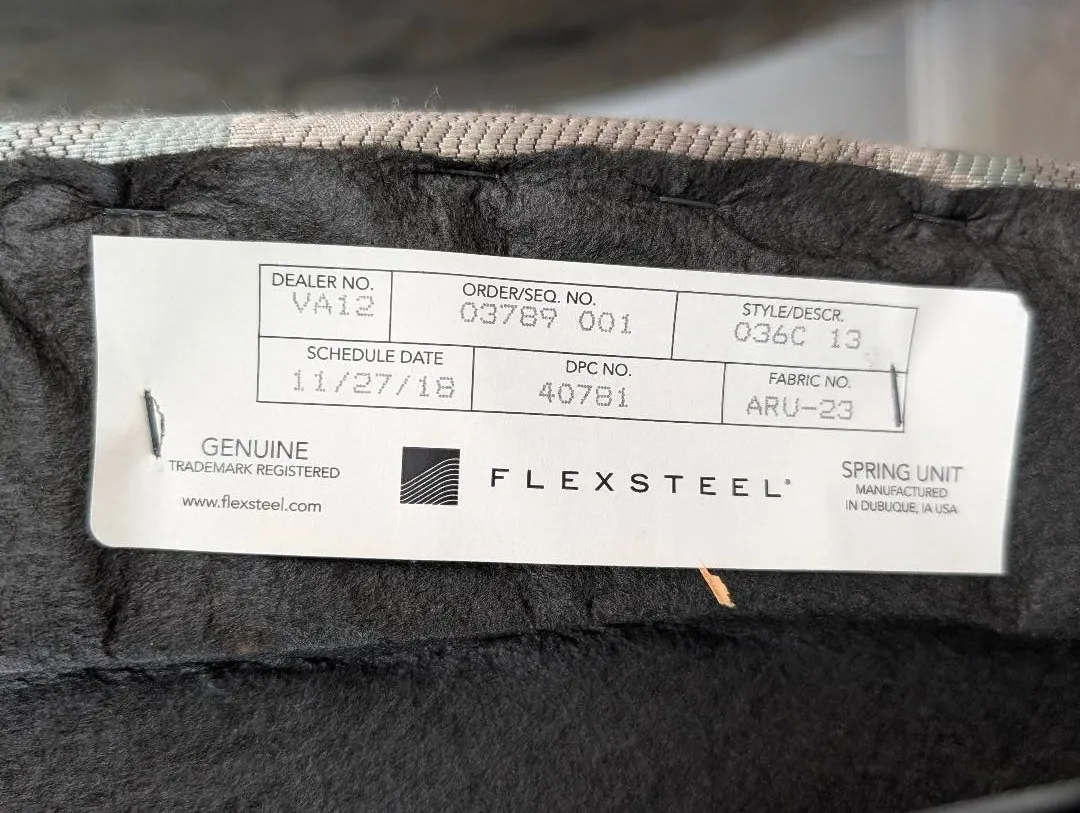 DEALER NO. ORDER/SEQ. NO. STYLE/DESCR.
VA12 03789 001 036C 13
SCHEDULE DATE DPC NO. FABRIC NO.
11/27/18 40781 ARU-23
GENUINE
TRADEMARK REGISTERED
www.flexsteel.com
FLEXSTEEL®
SPRING UNIT
MANUFACTURED
IN DUBUQUE, IA USA